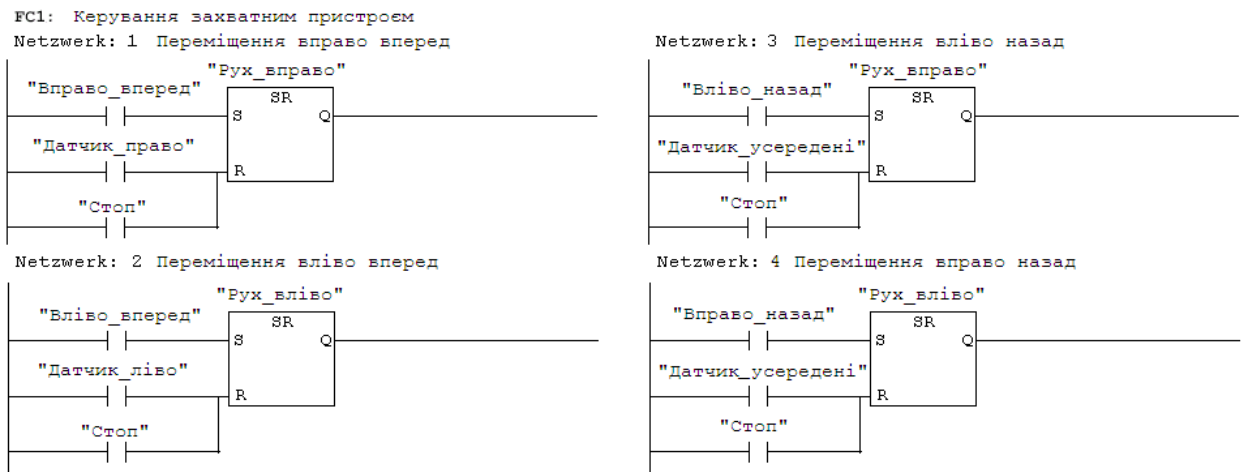 FC1: Керування захватним пристроєм
Netzwerk: 1 Переміщення вправо вперед
"Рух_вправо"
"Вправо_вперед"
SR
S
Q
"Датчик_право"
R
"Стоп"
Netzwerk: 2 Переміщення вліво вперед
"Рух_вліво"
"Вліво_вперед"
SR
S
Q
"Датчик_ліво"
R
"Стоп"
Netzwerk: 3 Переміщення вліво назад
"Рух_вправо"
"Вліво_назад"
SR
S
Q
"Датчик_усередені"
R
"Стоп"
Netzwerk: 4 Переміщення вправо назад
"Рух_вліво"
"Вправо_назад"
SR
S
Q
"Датчик_усередені"
R
"Стоп"